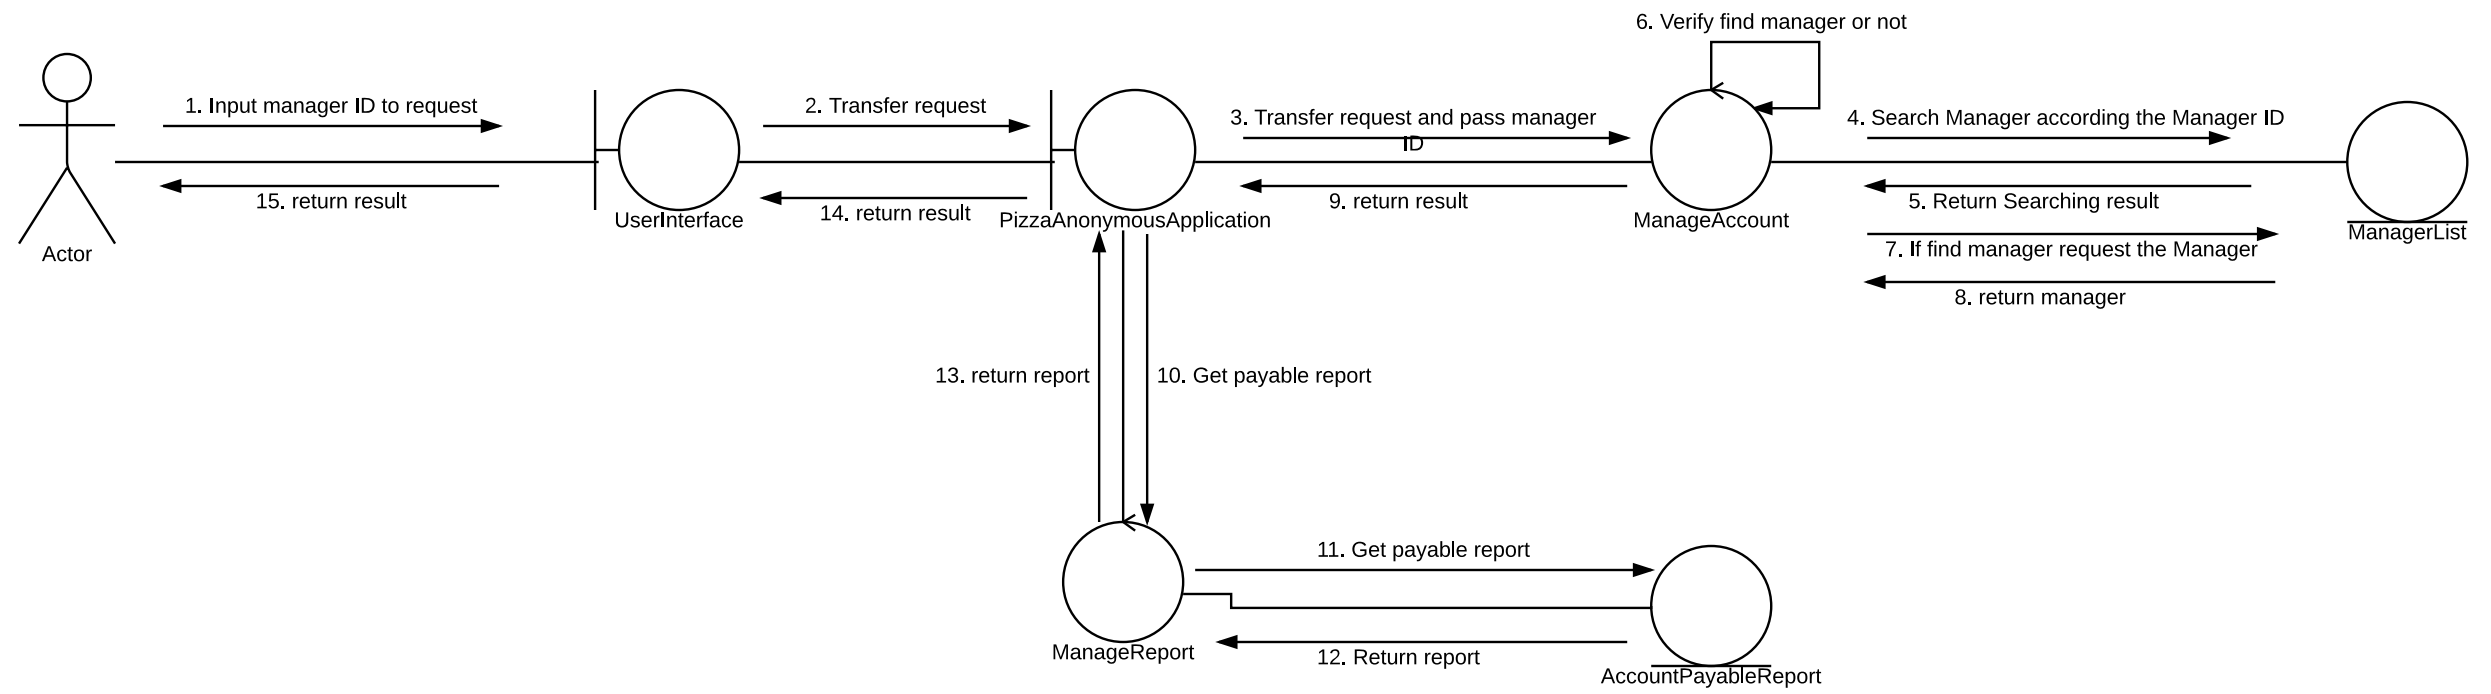 6. Verify find manager or not
1. Input manager ID to request
2. Transfer request
3. Transfer request and pass manager
ID
4. Search Manager according the Manager ID
15. return result
14. return result
9. return result
5. Return Searching result
UserInterface
PizzaAnonymousApplication
ManageAccount
ManagerList
Actor
7. If find manager request the Manager
8. return manager
13. return report
10. Get payable report
11. Get payable report
ManageReport
12. Return report
AccountPayableReport